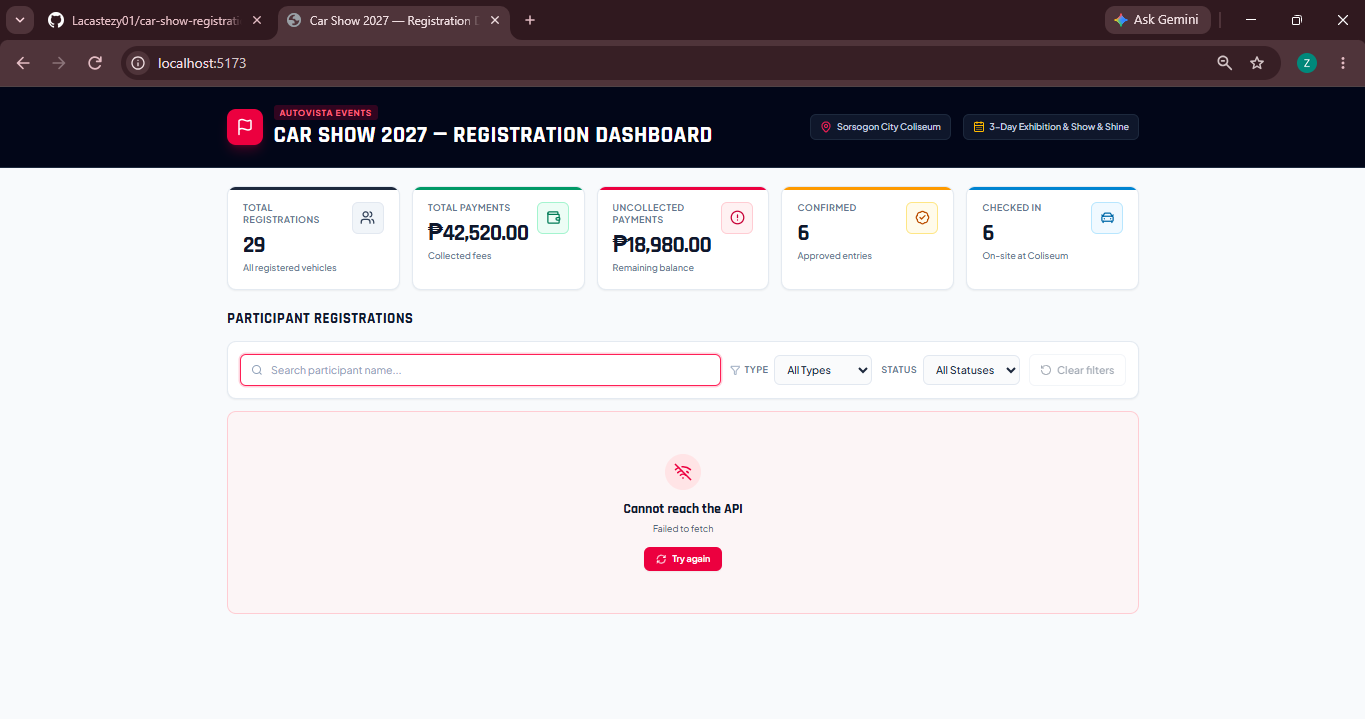 Lacastezy01/car-show-registrati
Car Show 2027 — Registration D
Ask Gemini
localhost:5173
Z
AUTOVISTA EVENTS
CAR SHOW 2027 — REGISTRATION DASHBOARD
Sorsogon City Coliseum
3-Day Exhibition & Show & Shine
TOTAL
REGISTRATIONS
29
All registered vehicles
TOTAL PAYMENTS
₱42,520.00
Collected fees
UNCOLLECTED
PAYMENTS
₱18,980.00
Remaining balance
CONFIRMED
6
Approved entries
CHECKED IN
6
On-site at Coliseum
PARTICIPANT REGISTRATIONS
Search participant name...
TYPE
All Types
STATUS
All Statuses
Clear filters
Cannot reach the API
Failed to fetch
Try again